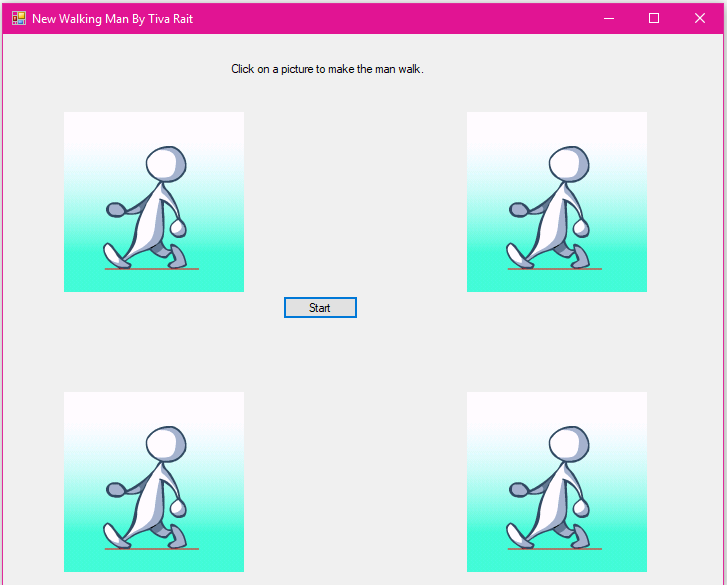 New Walking Man By Tiva Rait
Click on a picture to make the man walk.
Start